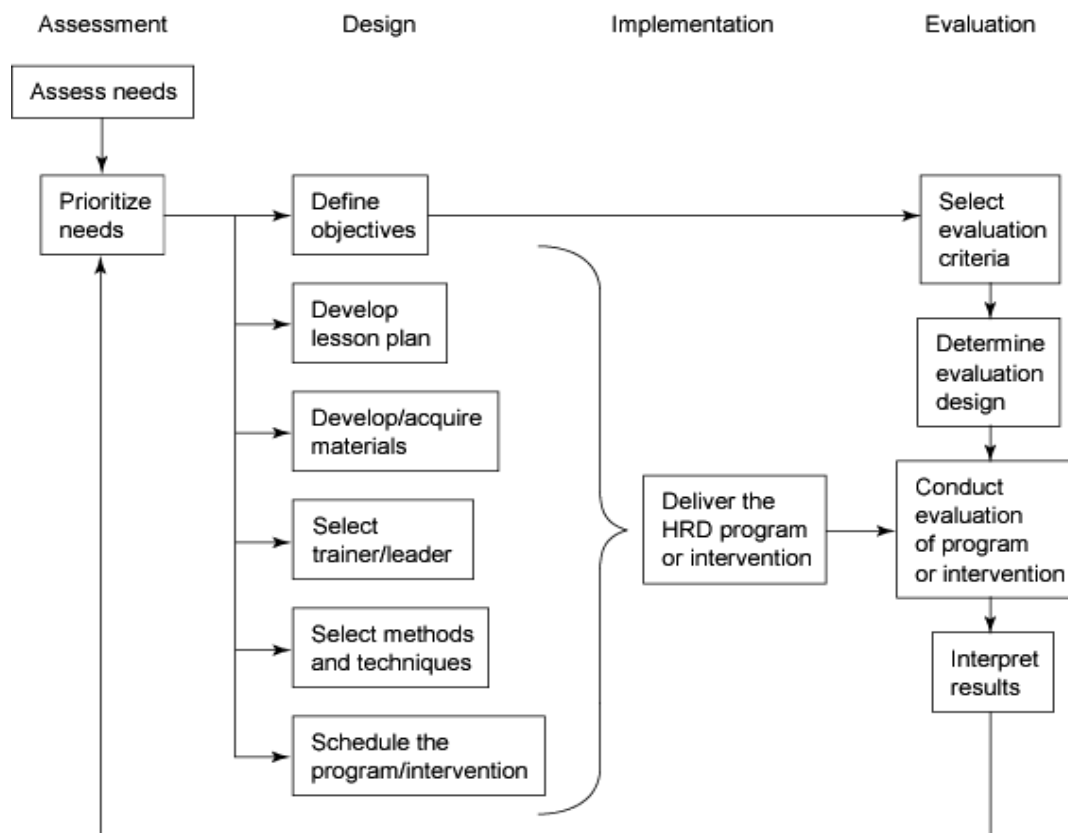 Assessment
Design
Implementation
Evaluation
Assess needs
Prioritize
needs
Define
objectives
Develop
lesson plan
Develop/acquire
materials
Select
trainer/leader
Select methods
and techniques
Schedule the
program/intervention
Deliver the
HRD program
or intervention
Select
evaluation
criteria
Determine
evaluation
design
Conduct
evaluation
of program
or intervention
Interpret
results